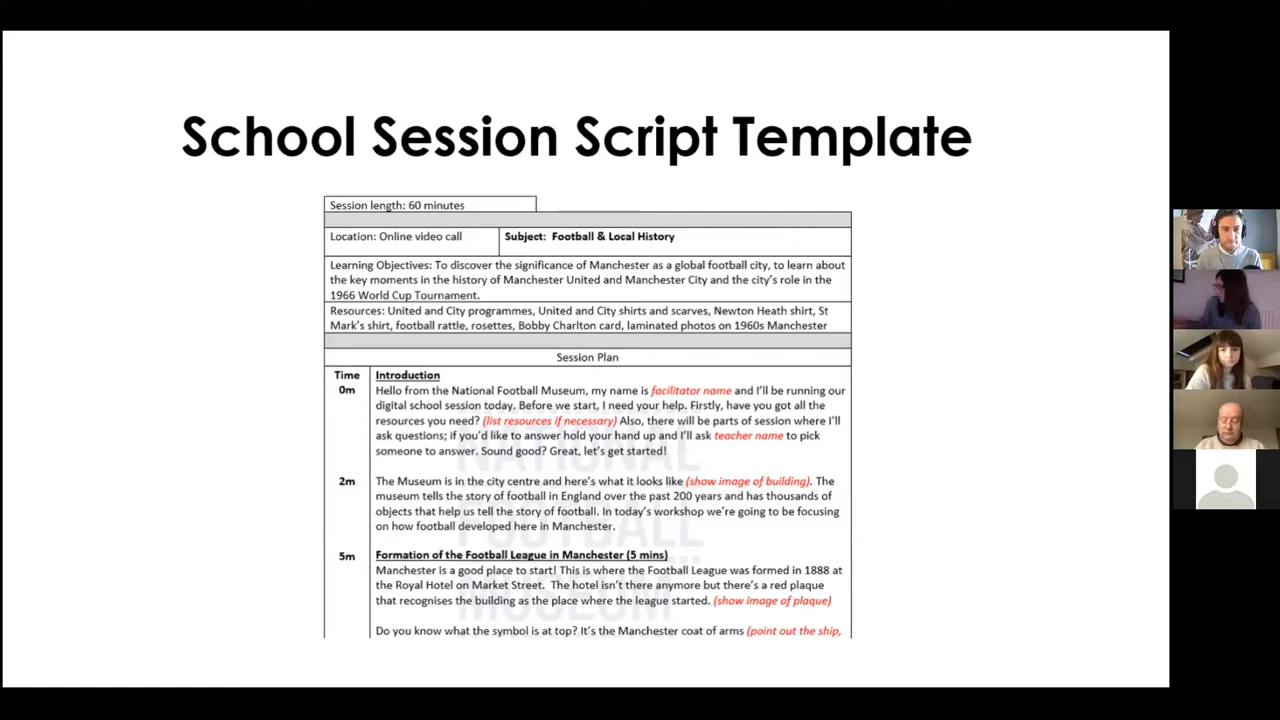 School Session Script Template
Session length: 60 minutes
Location: Online video call
Subject: Football & Local History
Learning Objectives: To discover the significance of Manchester as a global football city, to learn about
the key moments in the history of Manchester United and Manchester City and the city's role in the
1966 World Cup Tournament.
Resources: United and City programmes, United and City shirts and scarves, Newton Heath shirt, St
Mark's shirt, football rattle, rosettes, Bobby Charlton card, laminated photos on 1960s Manchester
Session Plan
Time
Introduction
0m
Hello from the National Football Museum, my name is facilitator name and I'll be running our
digital school session today. Before we start, I need your help. Firstly, have you got all the
resources you need? (list resources if necessary) Also, there will be parts of session where I'll
ask questions; if you'd like to answer hold your hand up and I'll ask teacher name to pick
someone to answer. Sound good? Great, let's get started!
2m
The Museum is in the city centre and here's what it looks like (show image of building). The
museum tells the story of football in England over the past 200 years and has thousands of
objects that help us tell the story of football. In today's workshop we're going to be focusing
on how football developed here in Manchester.
5m
Formation of the Football League in Manchester (5 mins)
Manchester is a good place to start! This is where the Football League was formed in 1888 at
the Royal Hotel on Market Street. The hotel isn't there anymore but there's a red plaque
that recognises the building as the place where the league started. (show image of plaque)
Do you know what the symbol is at top? It's the Manchester coat of arms (point out the ship,
NATIONAL
FOOTBALL
MUSEUM